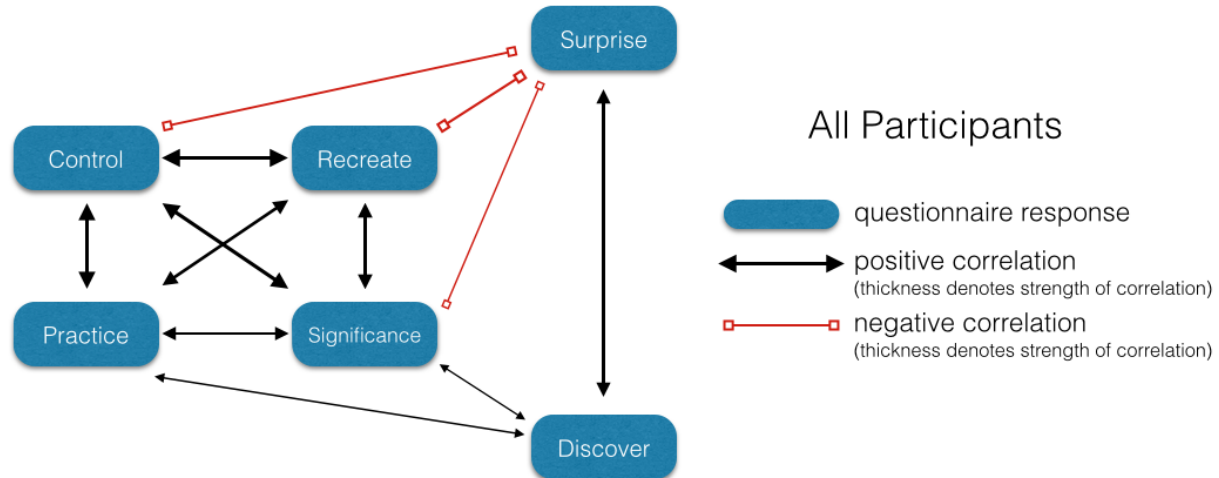 Surprise
All Participants
Control
Recreate
questionnaire response
positive correlation
(thickness denotes strength of correlation)
Practice
Significance
negative correlation
(thickness denotes strength of correlation)
Discover